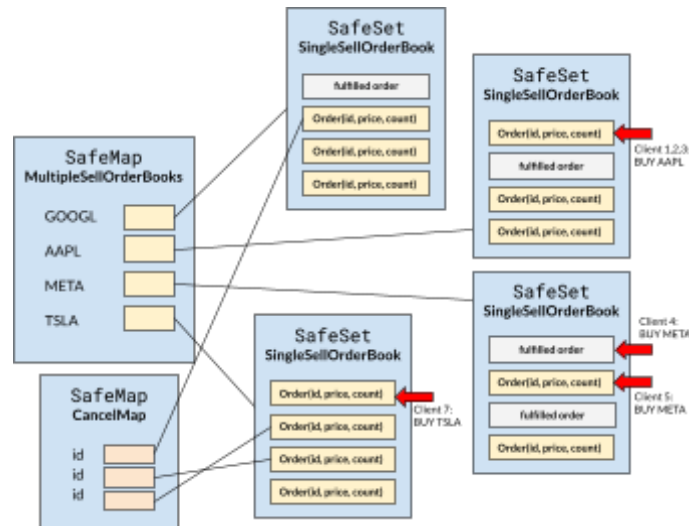 SafeSet
SingleSellOrderBook
fulfilled order
Order(id, price, count)
Order(id, price, count)
Order(id, price, count)
SafeSet
SingleSellOrderBook
Order(id, price, count)
fulfilled order
Order(id, price, count)
Order(id, price, count)
Client 1,2,3:
BUY AAPL
SafeMap
MultipleSellOrderBooks
GOOGL
AAPL
META
TSLA
SafeSet
SingleSellOrderBook
fulfilled order
Order(id, price, count)
fulfilled order
Order(id, price, count)
Client 4:
BUY META
Client 5:
BUY META
SafeSet
SingleSellOrderBook
Order(id, price, count)
Order(id, price, count)
Order(id, price, count)
Order(id, price, count)
Client 7:
BUY TSLA
SafeMap
CancelMap
id
id
id